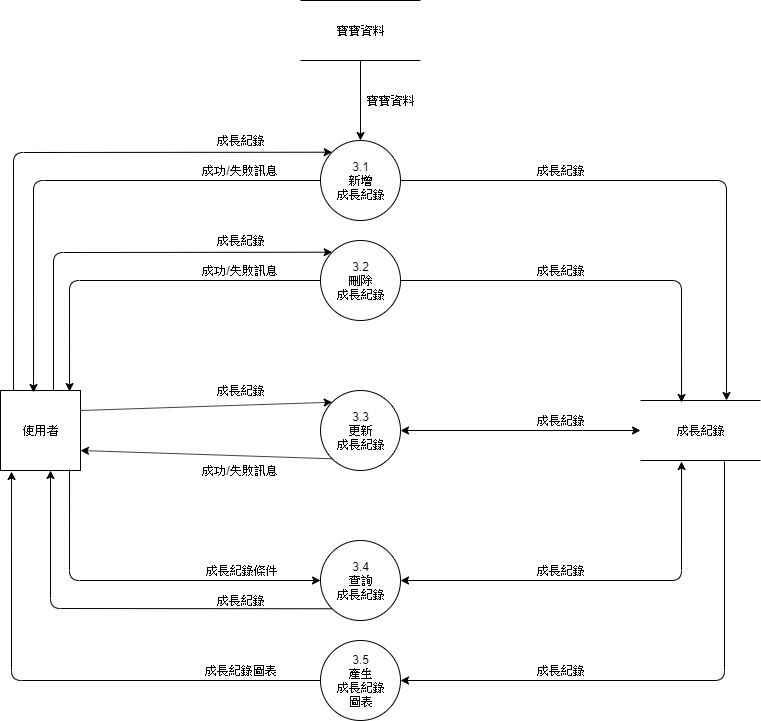 寶寶資料
寶寶資料
成長紀錄
成功/失敗訊息
3.1
新增
成長紀錄
成長紀錄
成長紀錄
成功/失敗訊息
3.2
刪除
成長紀錄
成長紀錄
使用者
成長紀錄
成功/失敗訊息
3.3
更新
成長紀錄
成長紀錄
成長紀錄
成長紀錄條件
成長紀錄
3.4
查詢
成長紀錄
成長紀錄
成長紀錄圖表
3.5
產生
成長紀錄
圖表
成長紀錄